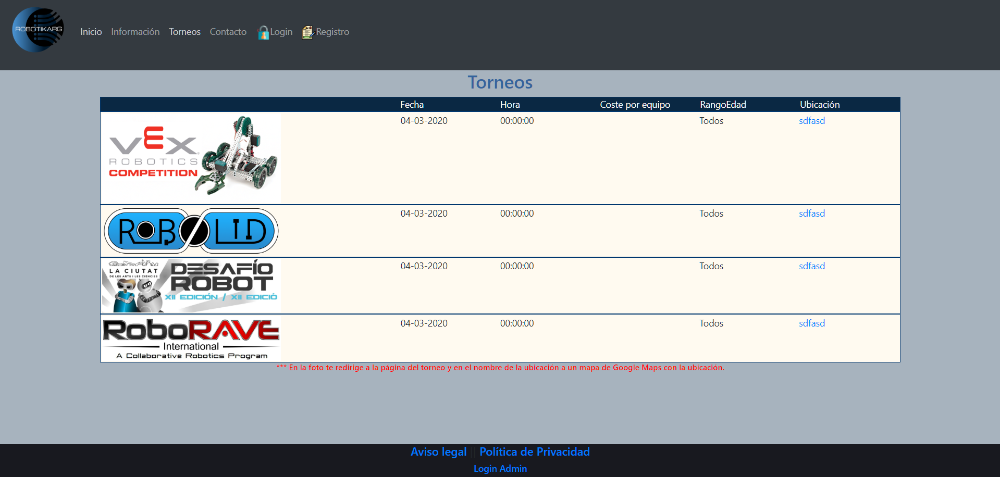 ROBOTIKARG
Inicio Información Torneos Contacto Login Registro
Torneos
Fecha Hora Coste por equipo RangoEdad Ubicación
04-03-2020 00:00:00 Todos sdfasd
VEX
ROBOTICS
COMPETITION
04-03-2020 00:00:00 Todos sdfasd
ROBOLID
04-03-2020 00:00:00 Todos sdfasd
LA CIUTAT
DE LES ARTS I LES CIÈNCIES
DESAFÍO
ROBOT
XII EDICIÓN / XII EDICIÓ
04-03-2020 00:00:00 Todos sdfasd
RoboRAVE
International
A Collaborative Robotics Program
*** En la foto te redirige a la página del torneo y en el nombre de la ubicación a un mapa de Google Maps con la ubicación.
Aviso legal || Política de Privacidad
Login Admin